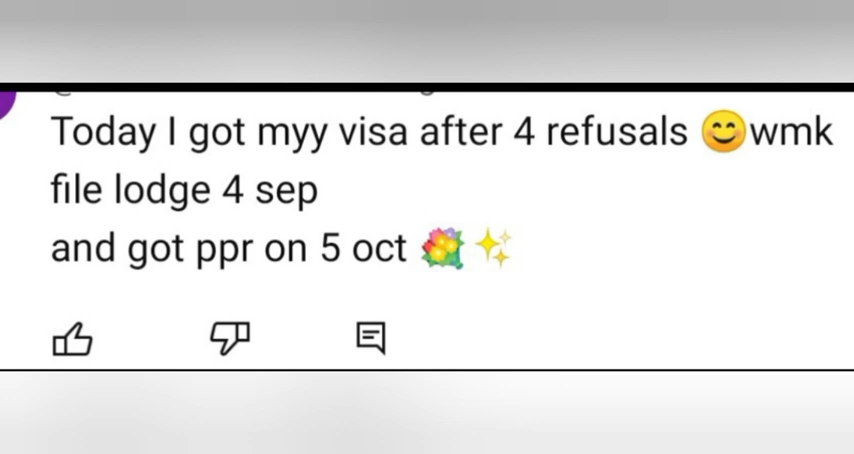 Today I got myy visa after 4 refusals 😊wmk
file lodge 4 sep
and got ppr on 5 oct 💐✨